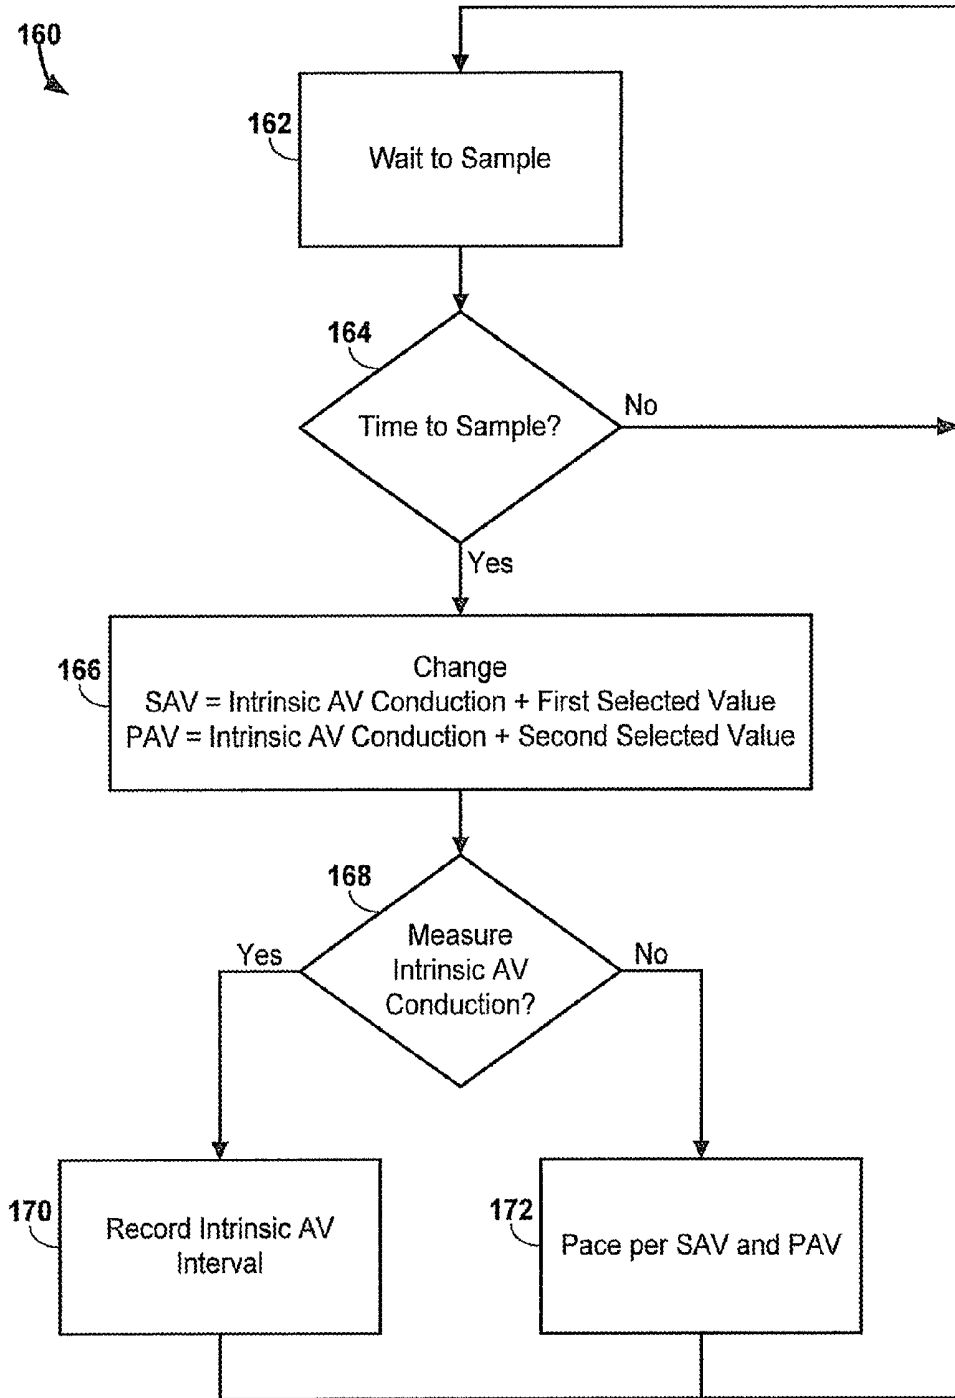 160
162
Wait to Sample
164
Time to Sample?
No
Yes
166
Change
SAV = Intrinsic AV Conduction + First Selected Value
PAV = Intrinsic AV Conduction + Second Selected Value
168
Measure
Intrinsic AV
Conduction?
Yes
No
170
Record Intrinsic AV
Interval
172
Pace per SAV and PAV